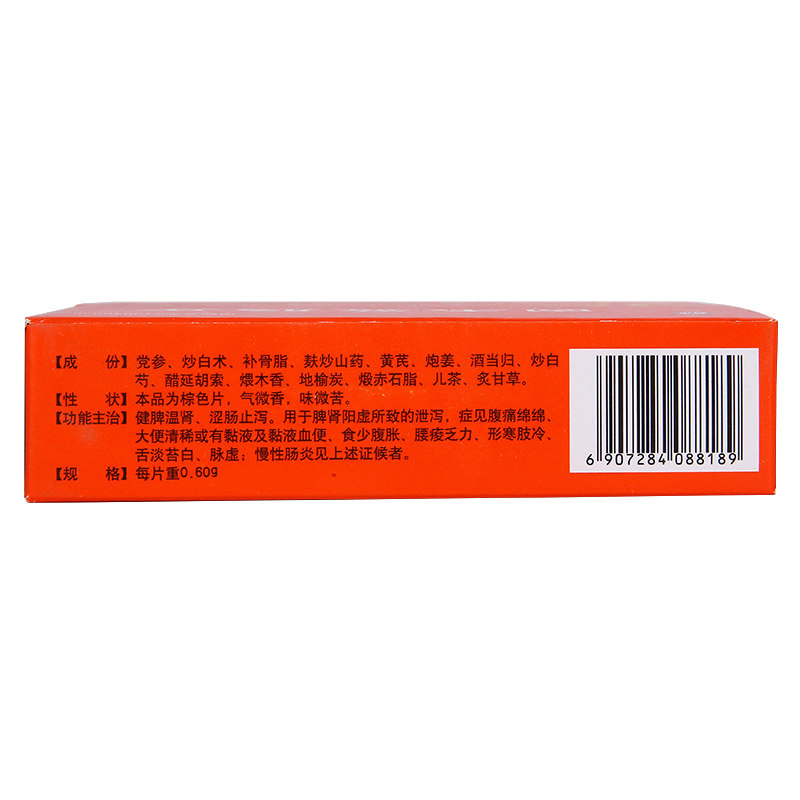 【成　份】党参、炒白术、补骨脂、麸炒山药、黄芪、炮姜、酒当归、炒白
芍、醋延胡索、煨木香、地榆炭、煅赤石脂、儿茶、炙甘草。
【性　状】本品为棕色片，气微香，味微苦。
【功能主治】健脾温肾、涩肠止泻。用于脾肾阳虚所致的泄泻，症见腹痛绵绵、
大便清稀或有黏液及黏液血便、食少腹胀、腰痠乏力、形寒肢冷、
舌淡苔白、脉虚；慢性肠炎见上述证候者。
【规　格】每片重0.60g
6 907284 088189